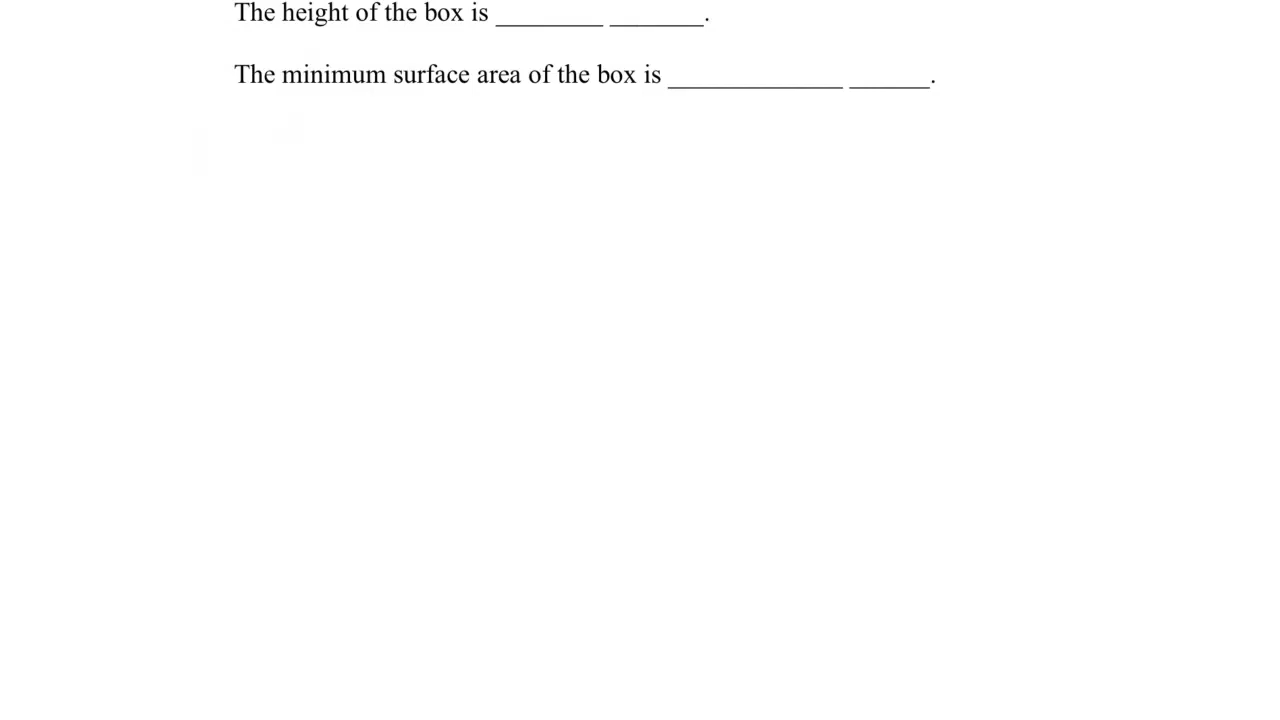 The height of the box is ________ _______.
The minimum surface area of the box is _____________ ______.